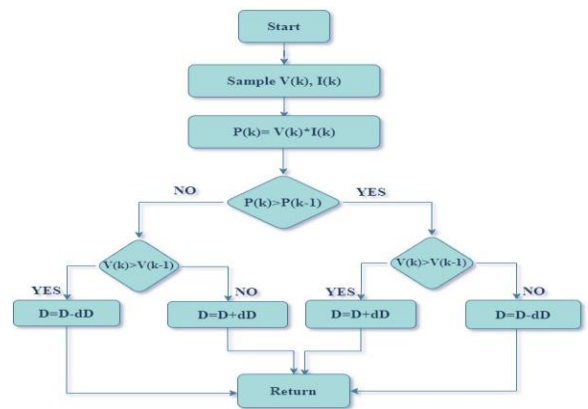 Start
Sample V(k), I(k)
P(k)= V(k)*I(k)
NO
P(k)>P(k-1)
YES
V(k)>V(k-1)
V(k)>V(k-1)
YES
NO
YES
NO
D=D-dD
D=D+dD
D=D+dD
D=D-dD
Return